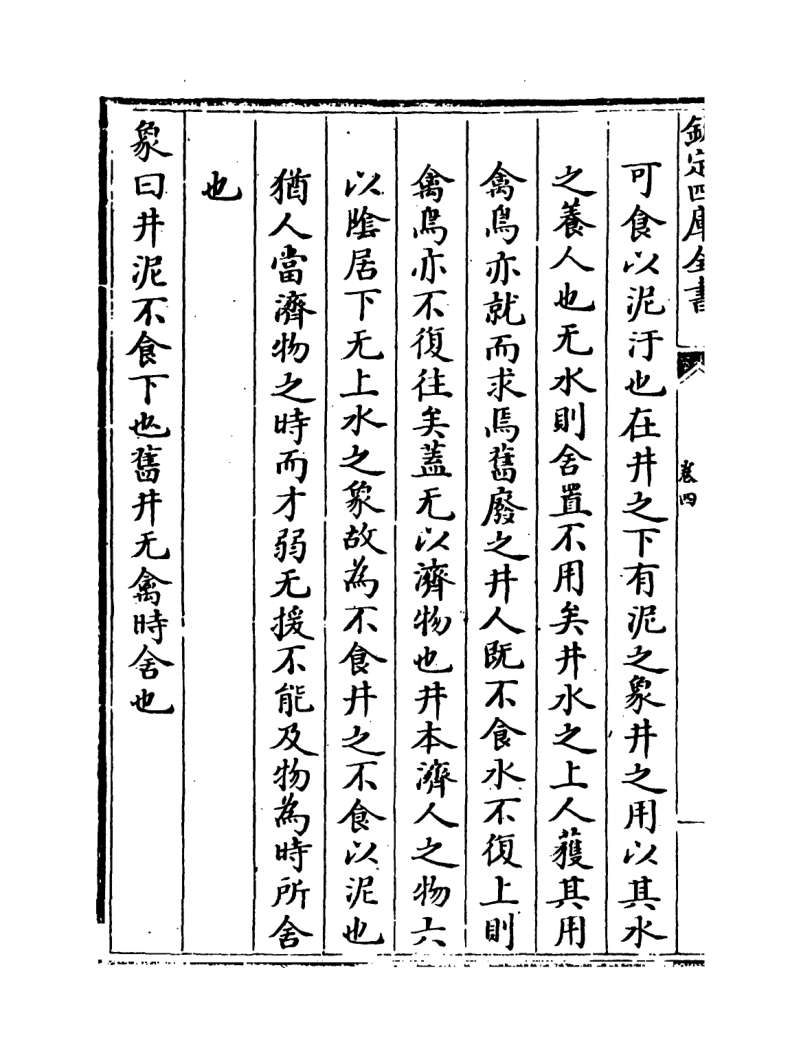 欽定四庫全書
卷四
可食以泥汙也在井之下有泥之象井之用以其水
之養人也无水則舍置不用矣井水之上人獲其用
禽鳥亦就而求焉舊廢之井人既不食水不復上則
禽鳥亦不復往矣蓋无以濟物也井本濟人之物六
以陰居下无上水之象故為不食井之不食以泥也
猶人當濟物之時而才弱无援不能及物為時所舍
也
象曰井泥不食下也舊井无禽時舍也